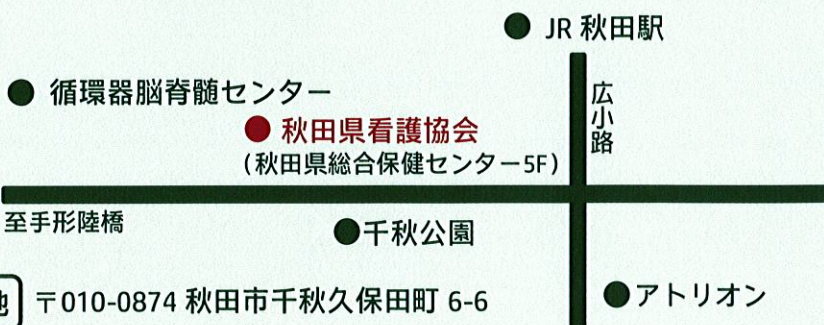 JR 秋田駅
広小路
循環器脳脊髄センター
秋田県看護協会
(秋田県総合保健センター5F)
至手形陸橋
千秋公園
アトリオン
〒010-0874 秋田市千秋久保田町 6-6